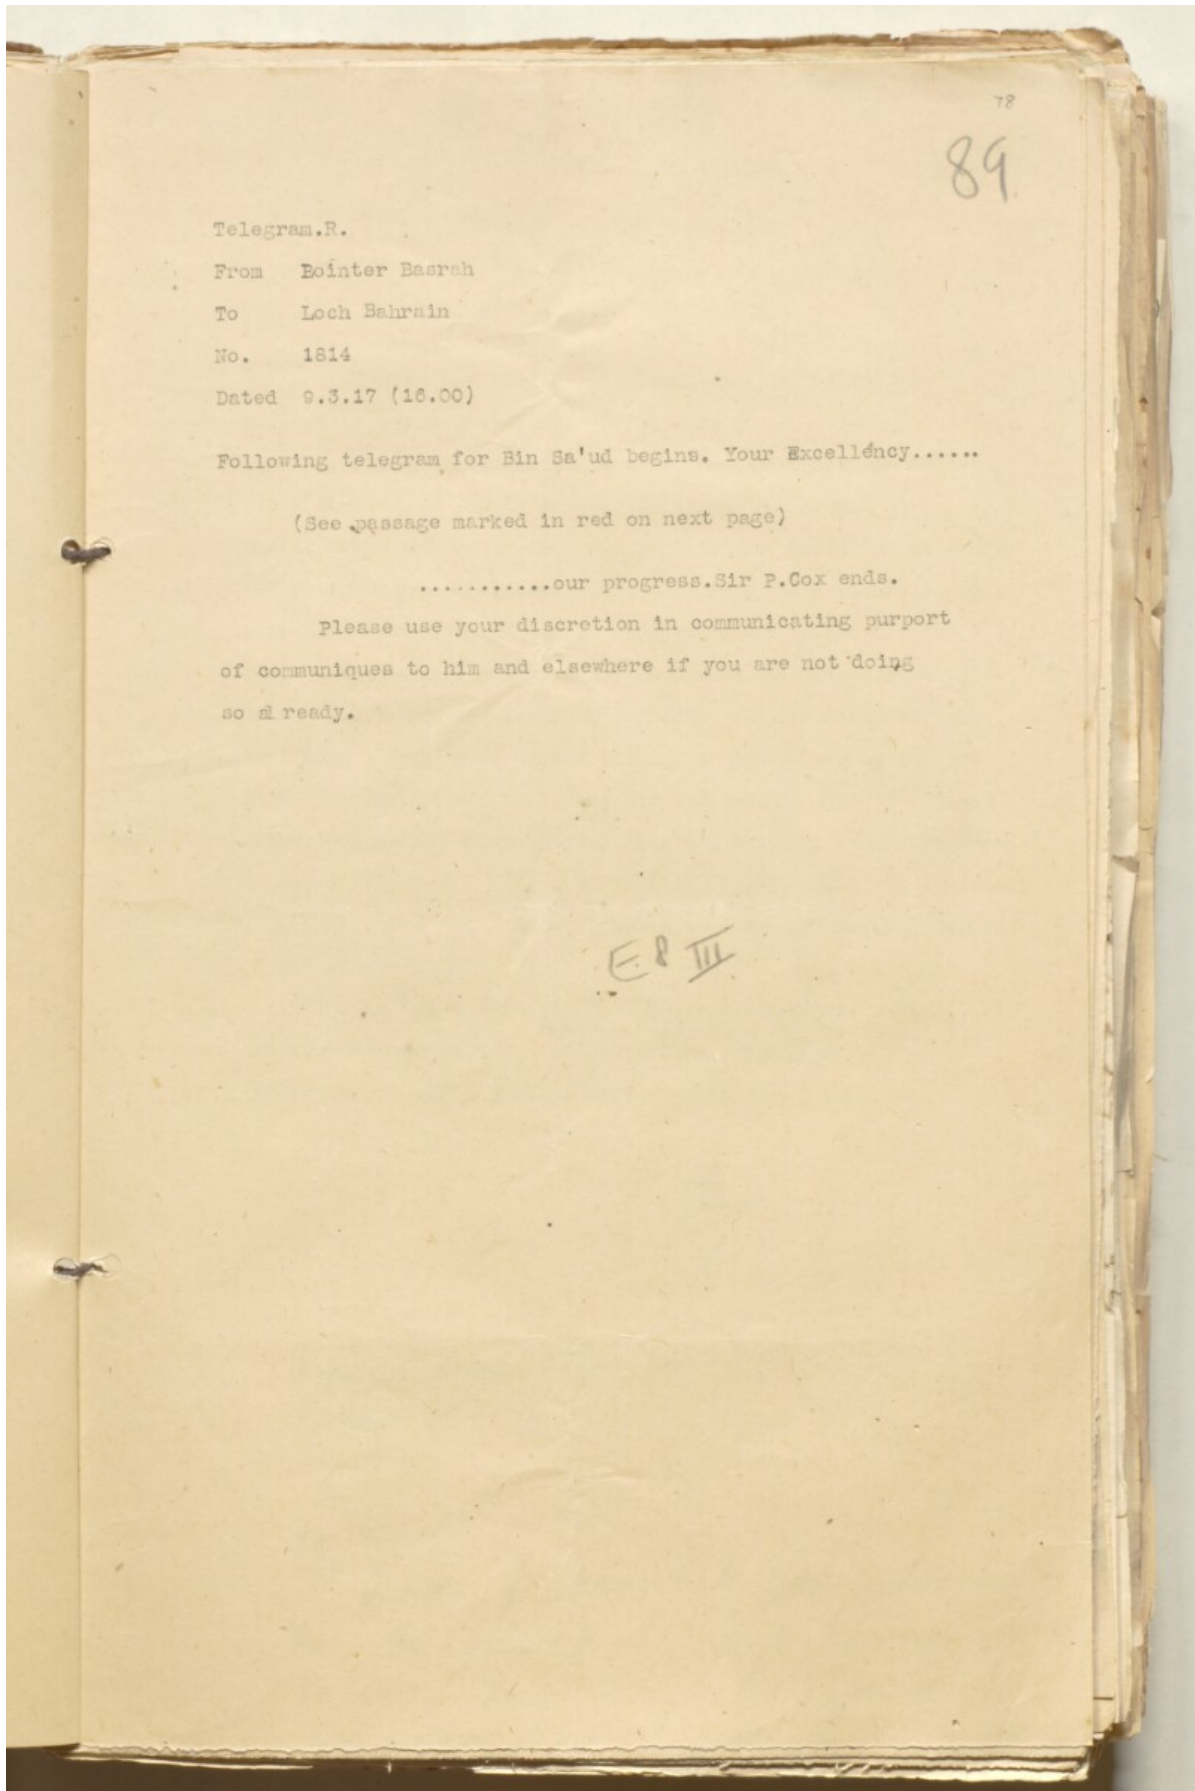 78
89
Telegram.R.
From Bointer Basrah
To Loch Bahrain
No. 1814
Dated 9.3.17 (16.00)
Following telegram for Bin Sa'ud begins. Your Excellency......
(See passage marked in red on next page)
...........our progress.Sir P.Cox ends.
Please use your discretion in communicating purport
of communiques to him and elsewhere if you are not doing
so al ready.
E.8 III